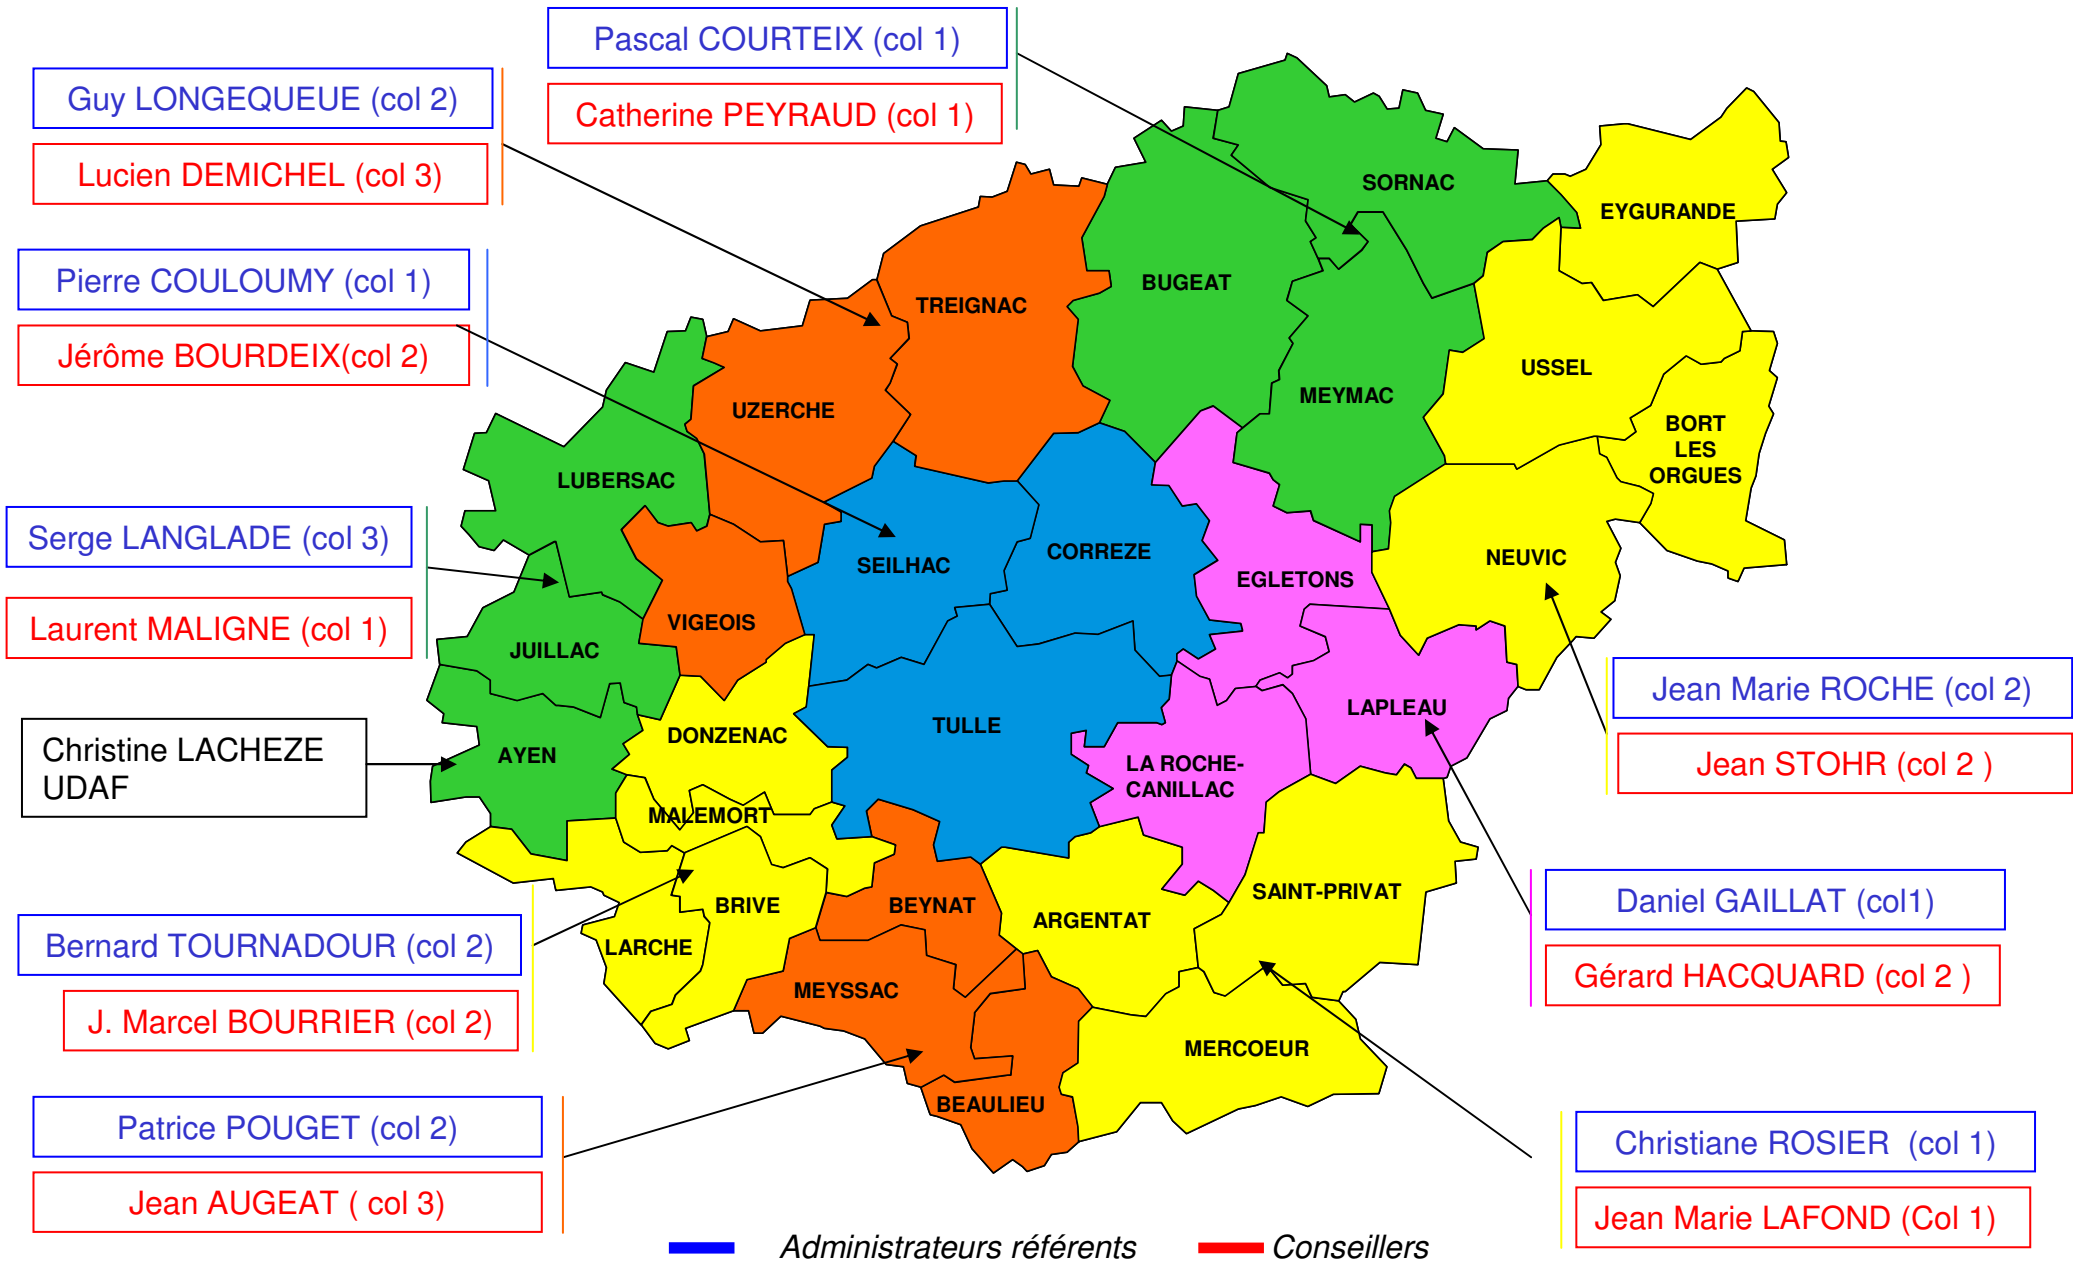 Pascal COURTEIX (col 1)
Catherine PEYRAUD (col 1)
Guy LONGEQUEUE (col 2)
Lucien DEMICHEL (col 3)
Pierre COULOUMY (col 1)
Jérôme BOURDEIX(col 2)
Serge LANGLADE (col 3)
Laurent MALIGNE (col 1)
Christine LACHEZE
UDAF
Bernard TOURNADOUR (col 2)
J. Marcel BOURRIER (col 2)
Patrice POUGET (col 2)
Jean AUGEAT ( col 3)
SORNAC
EYGURANDE
BUGEAT
TREIGNAC
USSEL
MEYMAC
UZERCHE
BORT
LES
ORGUES
LUBERSAC
CORREZE
NEUVIC
SEILHAC
EGLETONS
VIGEOIS
JUILLAC
LAPLEAU
TULLE
DONZENAC
AYEN
LA ROCHE-
CANILLAC
MALEMORT
SAINT-PRIVAT
BRIVE
BEYNAT
ARGENTAT
LARCHE
MEYSSAC
MERCOEUR
BEAULIEU
Jean Marie ROCHE (col 2)
Jean STOHR (col 2 )
Daniel GAILLAT (col1)
Gérard HACQUARD (col 2 )
Christiane ROSIER  (col 1)
Jean Marie LAFOND (Col 1)
Administrateurs référents
Conseillers